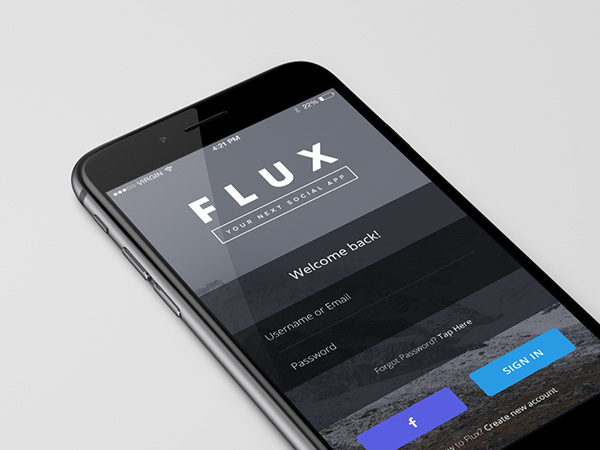 ●●●○○ VIRGIN
4:21 PM
22%
FLUX
YOUR NEXT SOCIAL APP
Welcome back!
Username or Email
Password
Forgot Password? Tap Here
SIGN IN
f
to Flux? Create new account